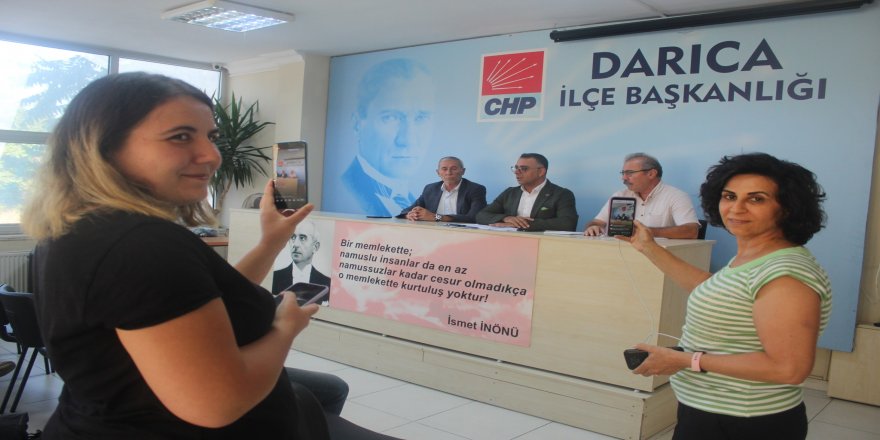 DARICA
İLÇE BAŞKANLIĞI
CHP
Bir memlekette;
namuslu insanlar da en az
namussuzlar kadar cesur olmadıkça
o memlekette kurtuluş yoktur!
İsmet İNÖNÜ